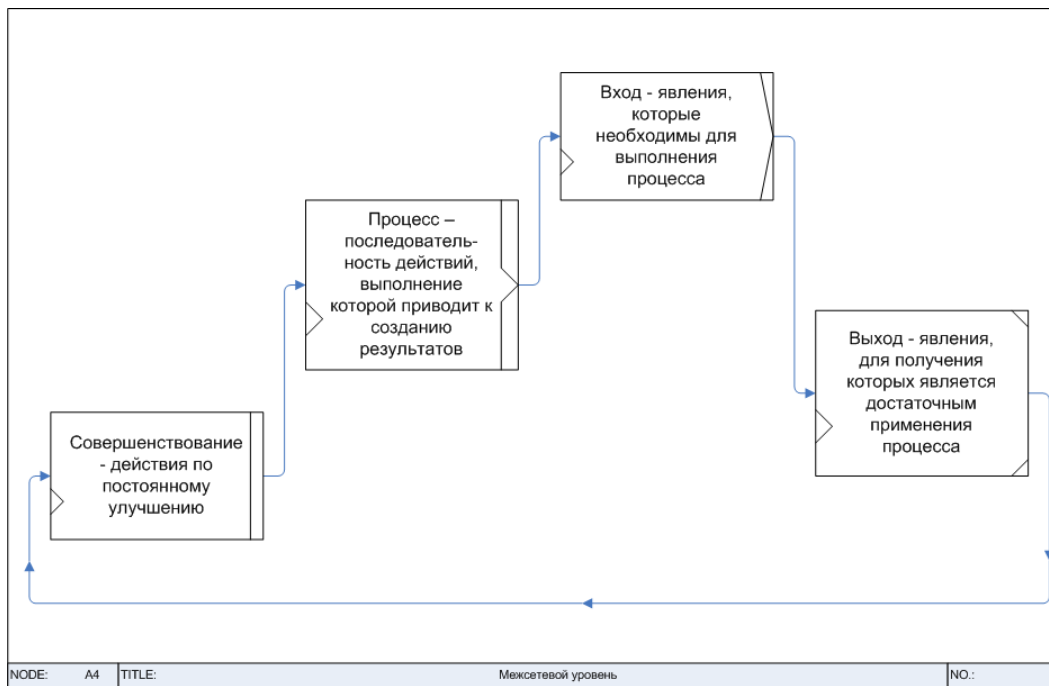 Вход - явления,
которые
необходимы для
выполнения
процесса
Процесс –
последователь-
ность действий,
выполнение
которой приводит к
созданию
результатов
Выход - явления,
для получения
которых является
достаточным
применения
процесса
Совершенствование
- действия по
постоянному
улучшению
NODE: A4 TITLE: Межсетевой уровень NO.: